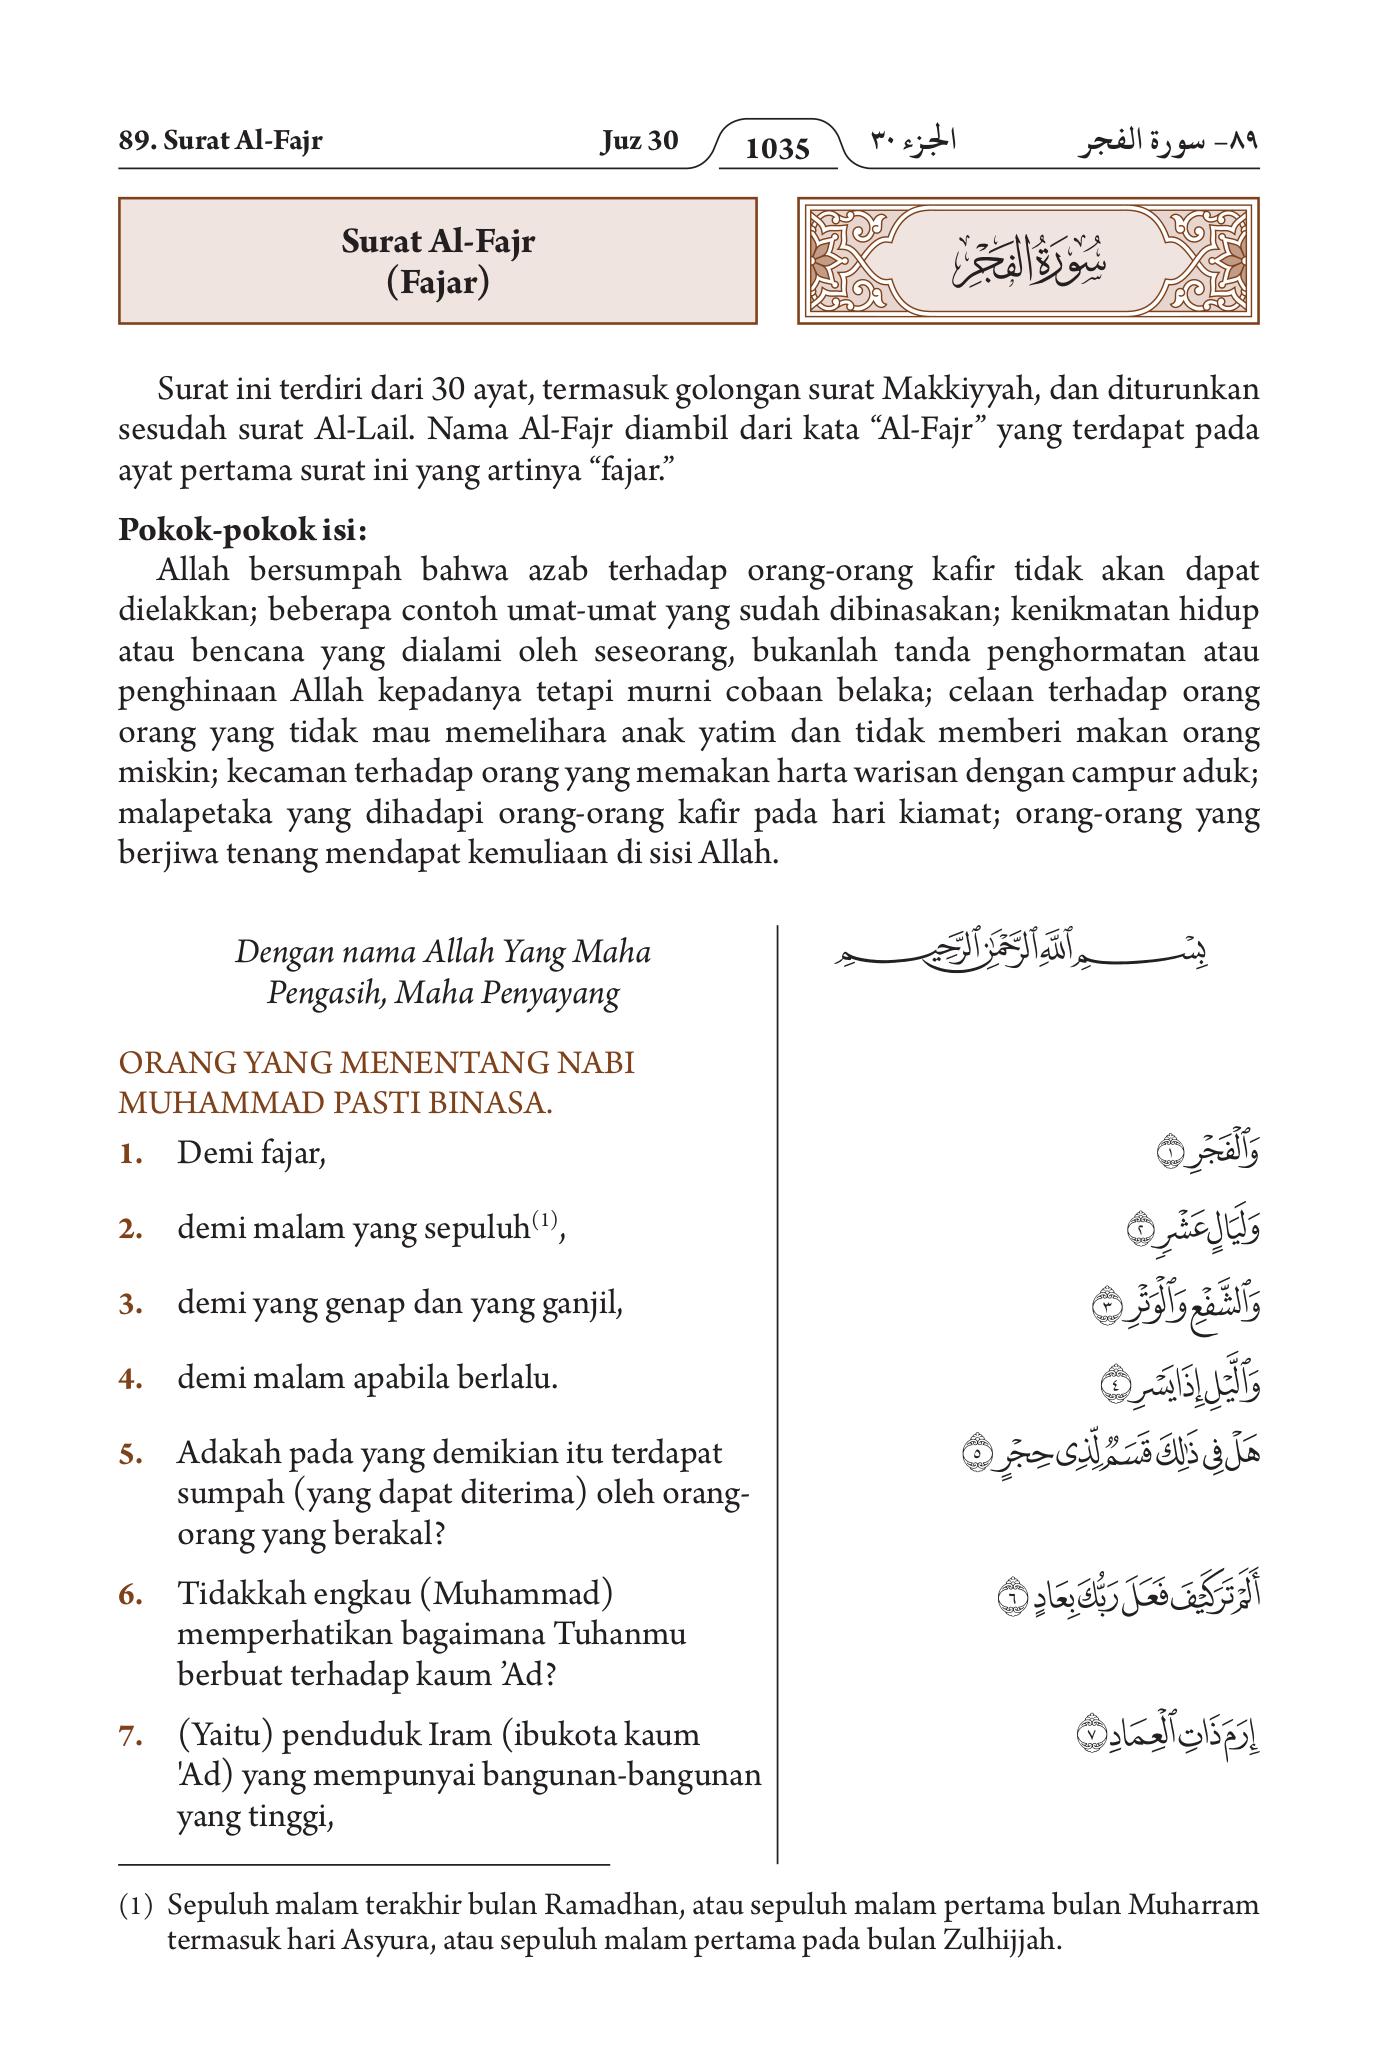 89. Surat Al-Fajr Juz 30 1035 الجزء ٣٠ ٨٩- سورة الفجر
Surat Al-Fajr
(Fajar)
سُورَةُ الفَجْرِ
Surat ini terdiri dari 30 ayat, termasuk golongan surat Makkiyyah, dan diturunkan
sesudah surat Al-Lail. Nama Al-Fajr diambil dari kata “Al-Fajr” yang terdapat pada
ayat pertama surat ini yang artinya “fajar.”
Pokok-pokok isi:
Allah bersumpah bahwa azab terhadap orang-orang kafir tidak akan dapat
dielakkan; beberapa contoh umat-umat yang sudah dibinasakan; kenikmatan hidup
atau bencana yang dialami oleh seseorang, bukanlah tanda penghormatan atau
penghinaan Allah kepadanya tetapi murni cobaan belaka; celaan terhadap orang
orang yang tidak mau memelihara anak yatim dan tidak memberi makan orang
miskin; kecaman terhadap orang yang memakan harta warisan dengan campur aduk;
malapetaka yang dihadapi orang-orang kafir pada hari kiamat; orang-orang yang
berjiwa tenang mendapat kemuliaan di sisi Allah.
Dengan nama Allah Yang Maha
Pengasih, Maha Penyayang
بِسْمِ ٱللَّهِ ٱلرَّحْمَٰنِ ٱلرَّحِيمِ
ORANG YANG MENENTANG NABI
MUHAMMAD PASTI BINASA.
1. Demi fajar,
وَٱلْفَجْرِ ١
2. demi malam yang sepuluh(1),
وَلَيَالٍ عَشْرٍ ٢
3. demi yang genap dan yang ganjil,
وَٱلشَّفْعِ وَٱلْوَتْرِ ٣
4. demi malam apabila berlalu.
وَٱلَّيْلِ إِذَا يَسْرِ ٤
5. Adakah pada yang demikian itu terdapat
sumpah (yang dapat diterima) oleh orang-
orang yang berakal?
هَلْ فِى ذَٰلِكَ قَسَمٌ لِّذِى حِجْرٍ ٥
6. Tidakkah engkau (Muhammad)
memperhatikan bagaimana Tuhanmu
berbuat terhadap kaum ’Ad?
أَلَمْ تَرَ كَيْفَ فَعَلَ رَبُّكَ بِعَادٍ ٦
7. (Yaitu) penduduk Iram (ibukota kaum
'Ad) yang mempunyai bangunan-bangunan
yang tinggi,
إِرَمَ ذَاتِ ٱلْعِمَادِ ٧
(1) Sepuluh malam terakhir bulan Ramadhan, atau sepuluh malam pertama bulan Muharram
termasuk hari Asyura, atau sepuluh malam pertama pada bulan Zulhijjah.